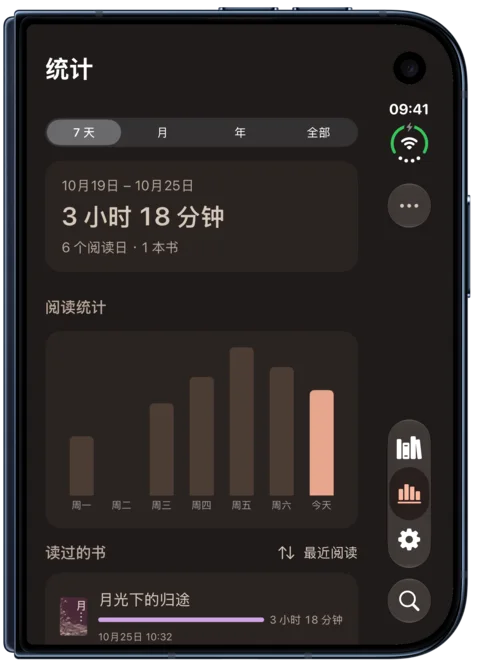 统计
09:41
7 天
月
年
全部
10月19日 – 10月25日
3 小时 18 分钟
6 个阅读日 · 1 本书
阅读统计
周一
周二
周三
周四
周五
周六
今天
读过的书
最近阅读
月
月光下的归途
3 小时 18 分钟
10月25日 10:32